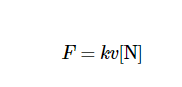 F = kv[N]